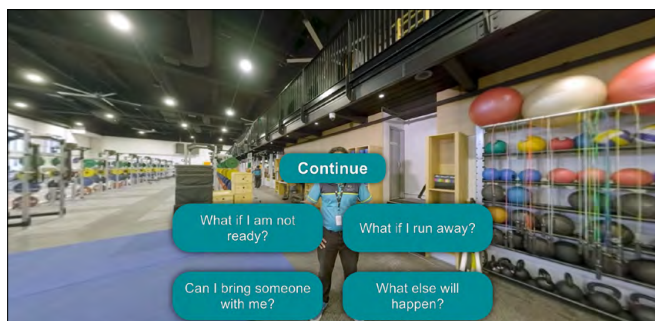 Continue
What if I am not
ready?
What if I run away?
Can I bring someone
with me?
What else will
happen?